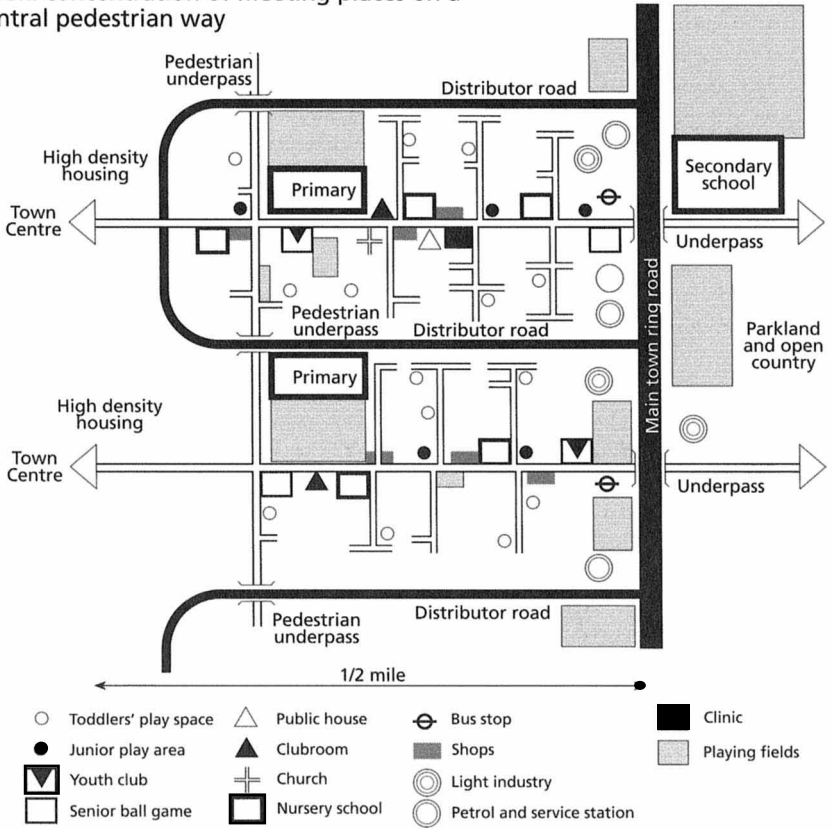 ntral pedestrian way
Pedestrian
underpass
Distributor road
High density
housing
Primary
Secondary
school
Town
Centre
Underpass
Pedestrian
underpass
Distributor road
Main town ring road
Parkland
and open
country
Primary
High density
housing
Town
Centre
Underpass
Pedestrian
underpass
Distributor road
1/2 mile
Toddlers' play space
Public house
Bus stop
Clinic
Junior play area
Clubroom
Shops
Playing fields
Youth club
Church
Light industry
Senior ball game
Nursery school
Petrol and service station